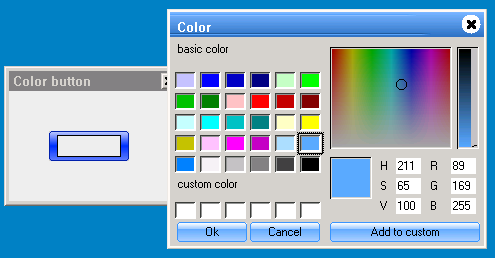 Color button
Color
basic color
custom color
Ok Cancel
H 211 R 89
S 65 G 169
V 100 B 255
Add to custom